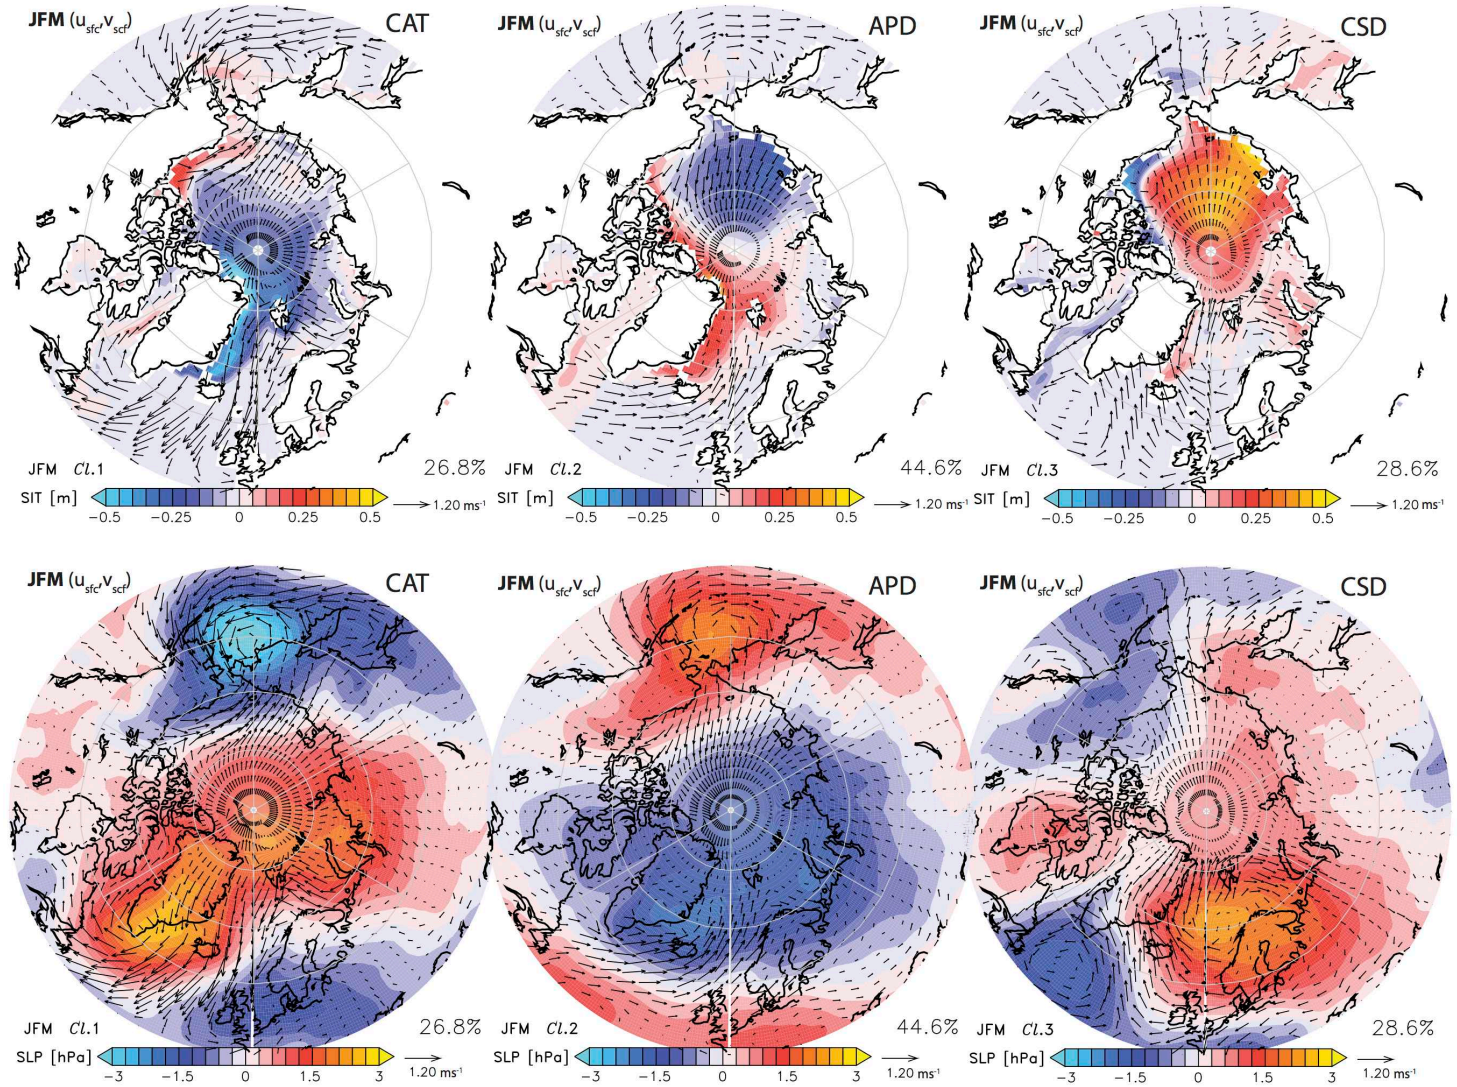 JFM (usfc,vscf) CAT
JFM (usfc,vscf) APD
JFM (usfc,vscf) CSD
JFM Cl.1 26.8%
JFM Cl.2 44.6%
JFM Cl.3 28.6%
SIT [m] 1.20 ms-1
-0.5 -0.25 0 0.25 0.5
SIT [m] 1.20 ms-1
-0.5 -0.25 0 0.25 0.5
SIT [m] 1.20 ms-1
-0.5 -0.25 0 0.25 0.5
JFM (usfc,vscf) CAT
JFM (usfc,vscf) APD
JFM (usfc,vscf) CSD
JFM Cl.1 26.8%
JFM Cl.2 44.6%
JFM Cl.3 28.6%
SLP [hPa]
-3 -1.5 0 1.5 3 1.20 ms-1
SLP [hPa]
-3 -1.5 0 1.5 3 1.20 ms-1
SLP [hPa]
-3 -1.5 0 1.5 3 1.20 ms-1